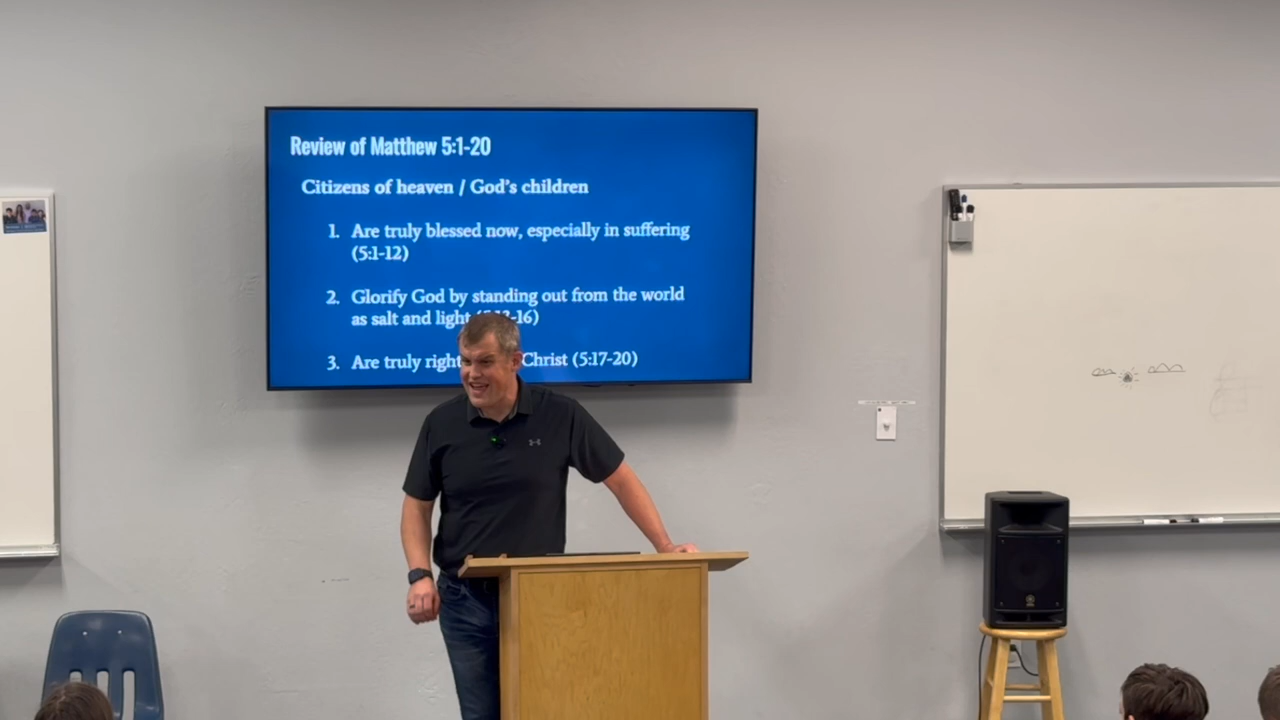 Review of Matthew 5:1-20
Citizens of heaven / God's children
1. Are truly blessed now, especially in suffering
(5:1-12)
2. Glorify God by standing out from the world
as salt and light -16)
3. Are truly right Christ (5:17-20)